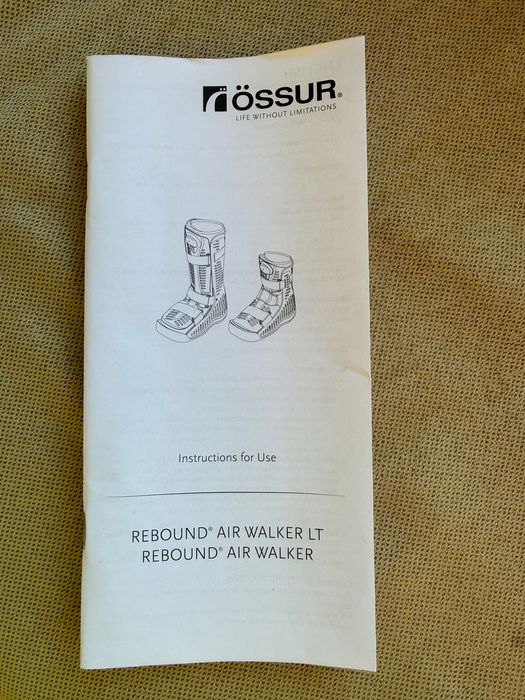 ÖSSUR®
LIFE WITHOUT LIMITATIONS
Instructions for Use
REBOUND® AIR WALKER LT
REBOUND® AIR WALKER